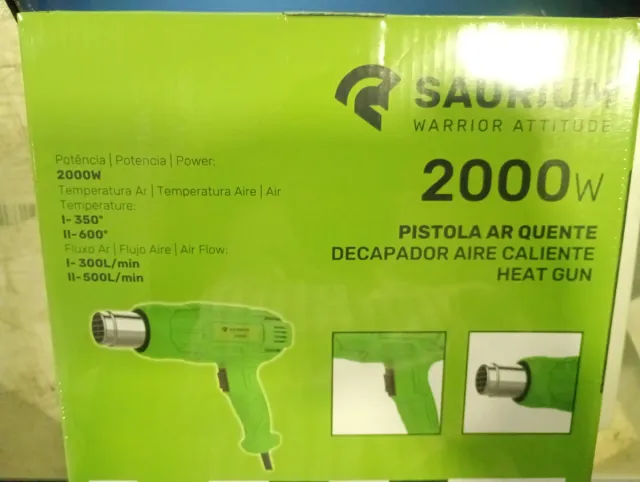 SAURIUM
WARRIOR ATTITUDE
Potência | Potencia | Power:
2000W
Temperatura Ar | Temperatura Aire | Air
Temperature:
I- 350°
II- 600°
Fluxo Ar | Flujo Aire | Air Flow:
I- 300L/min
II- 500L/min
2000W
PISTOLA AR QUENTE
DECAPADOR AIRE CALIENTE
HEAT GUN
SAURIUM